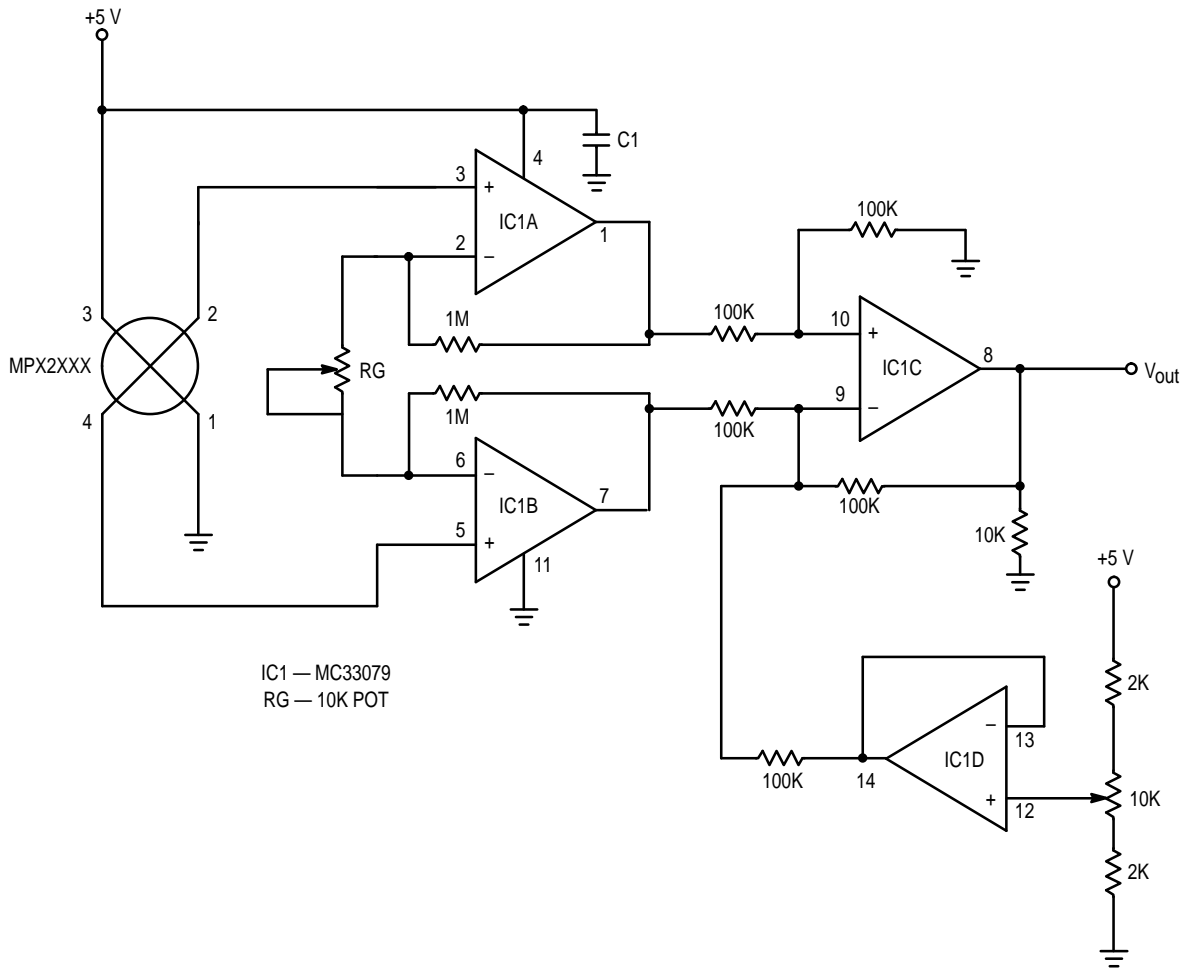 +5 V
C1
4
3
+
IC1A
1
2
–
100K
3
2
1M
100K
10
+
8
MPX2XXX
RG
IC1C
V out
4
1
1M
100K
9
–
6
–
IC1B
7
100K
5
+
11
10K
+5 V
IC1 — MC33079
RG — 10K POT
2K
–
13
IC1D
100K
14
+
12
10K
2K